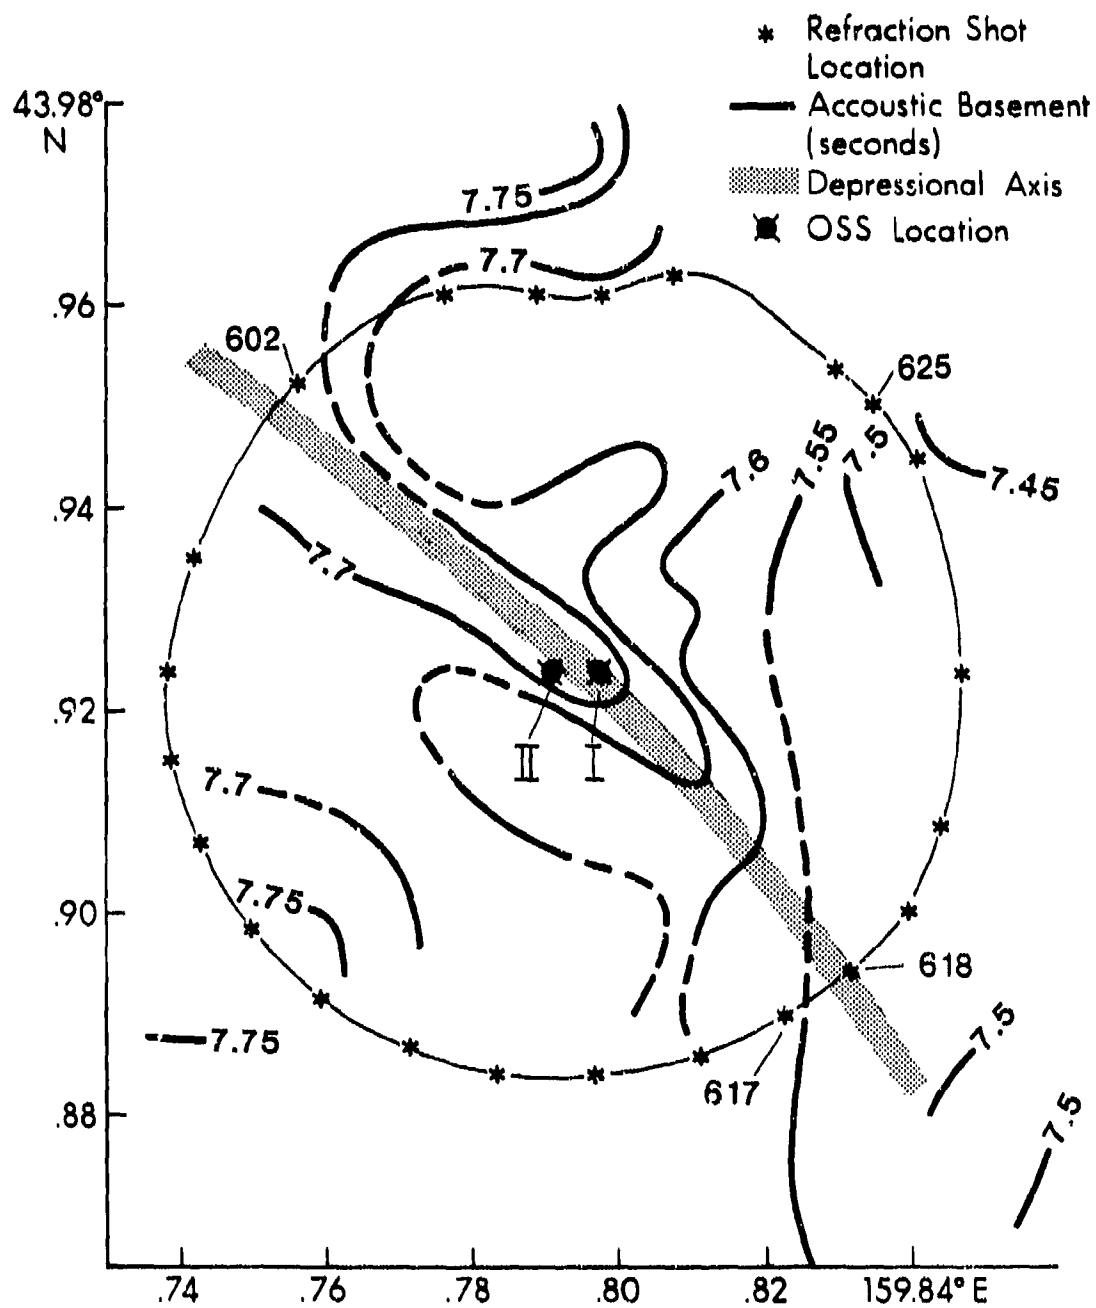 Refraction Shot
Location
Accoustic Basement
(seconds)
Depressional Axis
OSS Location
43.98°
N
7.75
7.7
.96
602
625
7.55
7.5
7.6
7.45
.94
7.7
.92
II
I
7.7
7.75
.90
618
7.5
7.75
617
.88
7.5
.74
.76
.78
.80
.82
159.84° E